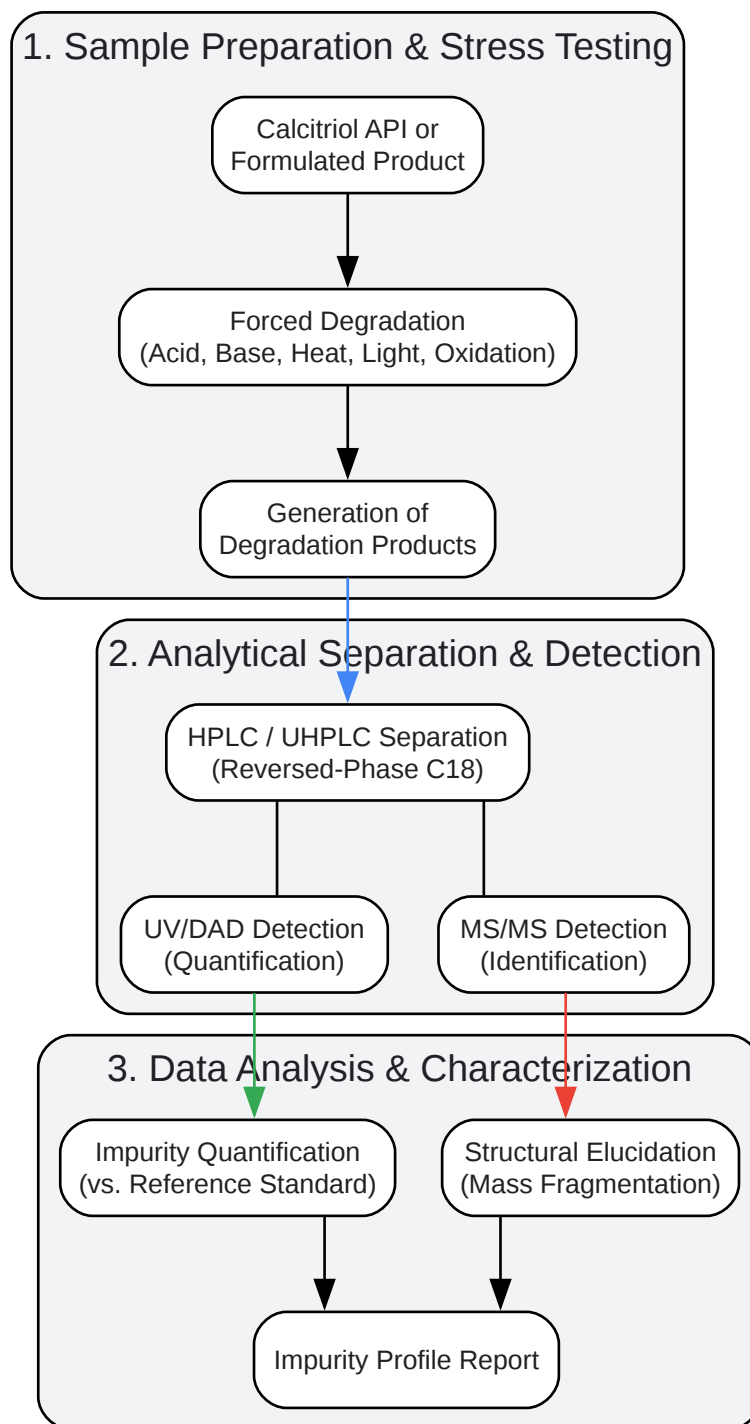 1. Sample Preparation & Stress Testing
Calcitriol API or
Formulated Product
Forced Degradation
(Acid, Base, Heat, Light, Oxidation)
Generation of
Degradation Products
2. Analytical Separation & Detection
HPLC / UHPLC Separation
(Reversed-Phase C18)
UV/DAD Detection
(Quantification)
MS/MS Detection
(Identification)
3. Data Analysis & Characterization
Impurity Quantification
(vs. Reference Standard)
Structural Elucidation
(Mass Fragmentation)
Impurity Profile Report